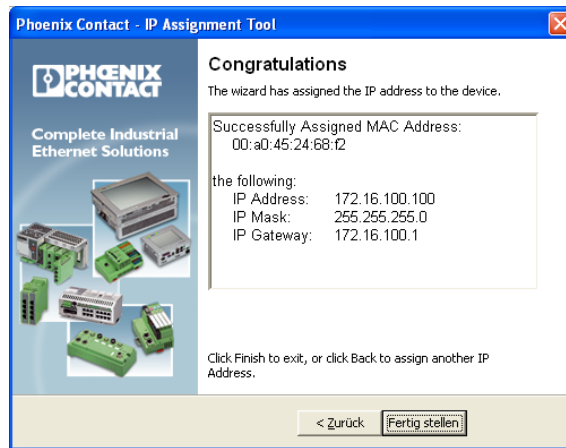 Phoenix Contact - IP Assignment Tool
PHŒNIX
CONTACT
Complete Industrial
Ethernet Solutions
Congratulations
The wizard has assigned the IP address to the device.
Successfully Assigned MAC Address:
00:a0:45:24:68:f2
the following:
IP Address: 172.16.100.100
IP Mask: 255.255.255.0
IP Gateway: 172.16.100.1
Click Finish to exit, or click Back to assign another IP
Address.
< Zurück
Fertig stellen